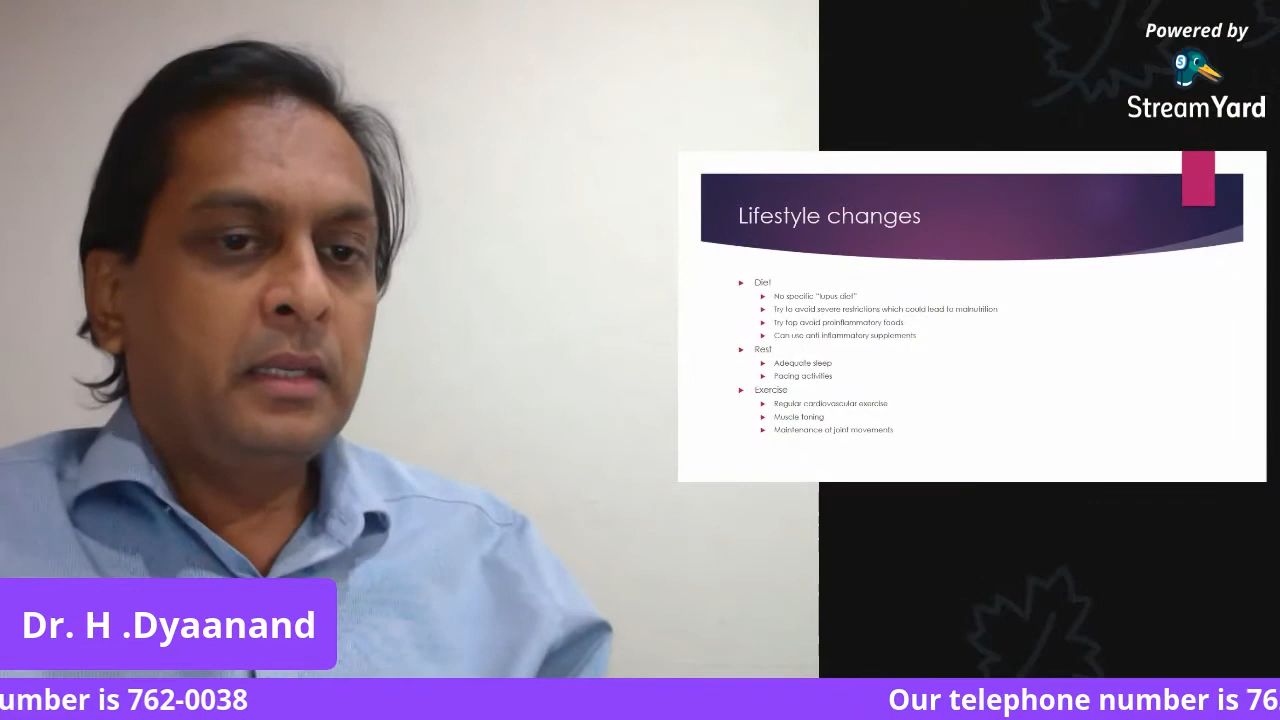 Powered by
StreamYard
Lifestyle changes
Diet
No specific "lupus diet"
Try to avoid severe restrictions which could lead to malnutrition
Try top avoid proinflammatory foods
Can use anti-inflammatory supplements
Rest
Adequate sleep
Pacing activities
Exercise
Regular cardiovascular exercise
Muscle toning
Maintenance of joint movements
Dr. H .Dyaanand
umber is 762-0038
Our telephone number is 76